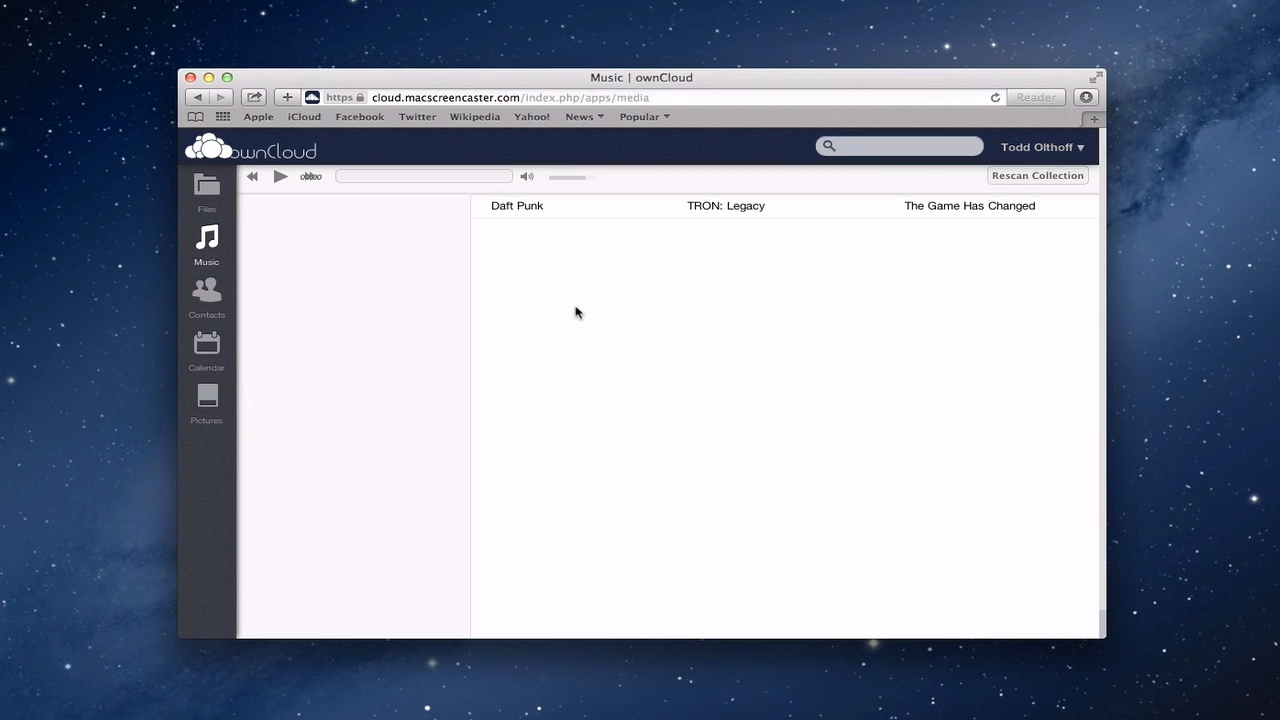 Music | ownCloud
https cloud.macscreencaster.com/index.php/apps/media Reader
Apple iCloud Facebook Twitter Wikipedia Yahoo! News Popular
ownCloud Todd Olthoff
Rescan Collection
Files
Daft Punk TRON: Legacy The Game Has Changed
Music
Contacts
Calendar
Pictures